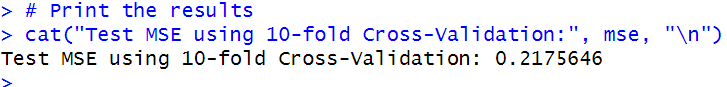 > # Print the results
> cat("Test MSE using 10-fold Cross-Validation:", mse, "\n")
Test MSE using 10-fold Cross-Validation: 0.2175646
>